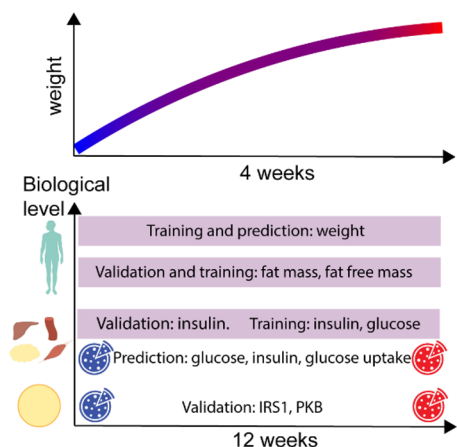 weight
4 weeks
Biological
level
Training and prediction: weight
Validation and training: fat mass, fat free mass
Validation: insulin. Training: insulin, glucose
Prediction: glucose, insulin, glucose uptake
Validation: IRS1, PKB
12 weeks